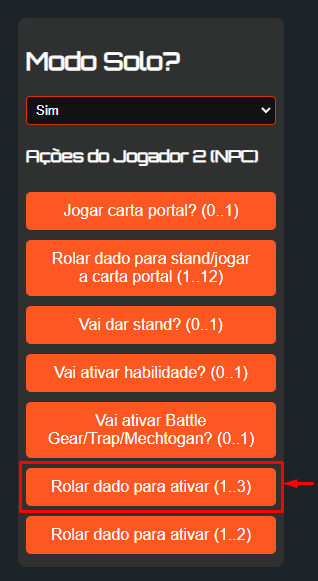 Modo Solo?
Sim
Ações do Jogador 2 (NPC)
Jogar carta portal? (0..1)
Rolar dado para stand/jogar
a carta portal (1..12)
Vai dar stand? (0..1)
Vai ativar habilidade? (0..1)
Vai ativar Battle
Gear/Trap/Mechtogan? (0..1)
Rolar dado para ativar (1..3)
Rolar dado para ativar (1..2)